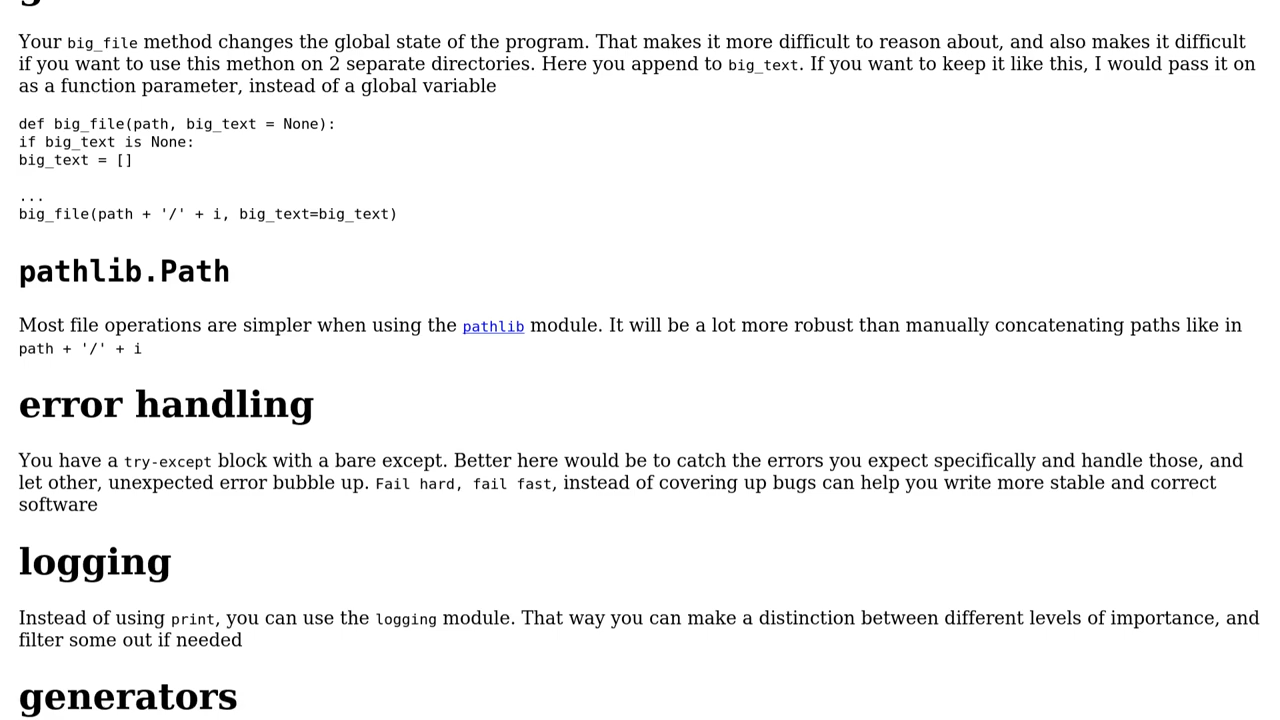 Your big_file method changes the global state of the program. That makes it more difficult to reason about, and also makes it difficult
if you want to use this methon on 2 separate directories. Here you append to big_text. If you want to keep it like this, I would pass it on
as a function parameter, instead of a global variable
def big_file(path, big_text = None):
if big_text is None:
big_text = []
...
big_file(path + '/' + i, big_text=big_text)
pathlib.Path
Most file operations are simpler when using the pathlib module. It will be a lot more robust than manually concatenating paths like in
path + '/' + i
error handling
You have a try-except block with a bare except. Better here would be to catch the errors you expect specifically and handle those, and
let other, unexpected error bubble up. Fail hard, fail fast, instead of covering up bugs can help you write more stable and correct
software
logging
Instead of using print, you can use the logging module. That way you can make a distinction between different levels of importance, and
filter some out if needed
generators